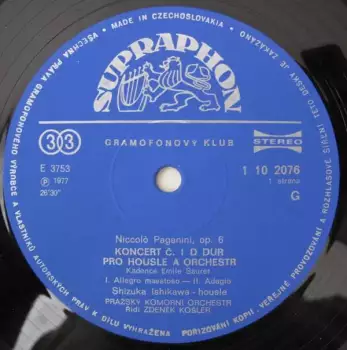 MADE IN CZECHOSLOVAKIA • VEŘEJNÉ PROVOZOVÁNÍ A ROZHLASOVÉ ŠÍŘENÍ TÉTO DESKY JE ZAKÁZÁNO
VŠECHNA PRÁVA GRAMOFONOVÉHO VÝROBCE A VLASTNÍKŮ AUTORSKÝCH PRÁV K DÍLU VYHRAŽENA
POŘIZOVÁNÍ KOPIÍ
SUPRAPHON
33
GRAMOFONOVÝ KLUB
STEREO
E 3753
℗ 1977
26'30"
1 10 2076
1. strana
G
Niccoló Paganini, op. 6
KONCERT Č. 1 D DUR
PRO HOUSLE A ORCHESTR
Kadence Emile Sauret
I. Allegro maestoso — II. Adagio
Shizuka Ishikawa - housle
PRAŽSKÝ KOMORNÍ ORCHESTR
Řídí ZDENĚK KOŠLER